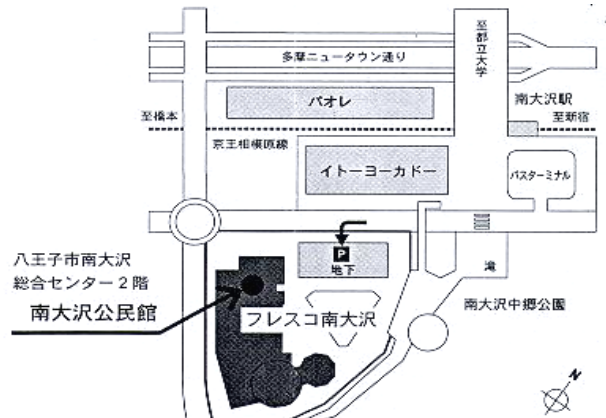 多摩ニュータウン通り
至都立大学
パオレ
南大沢駅
至橋本
至新宿
京王相模原線
イトーヨーカドー
バスターミナル
P
地下
八王子市南大沢
総合センター2階
南大沢公民館
フレスコ南大沢
滝
南大沢中郷公園
N